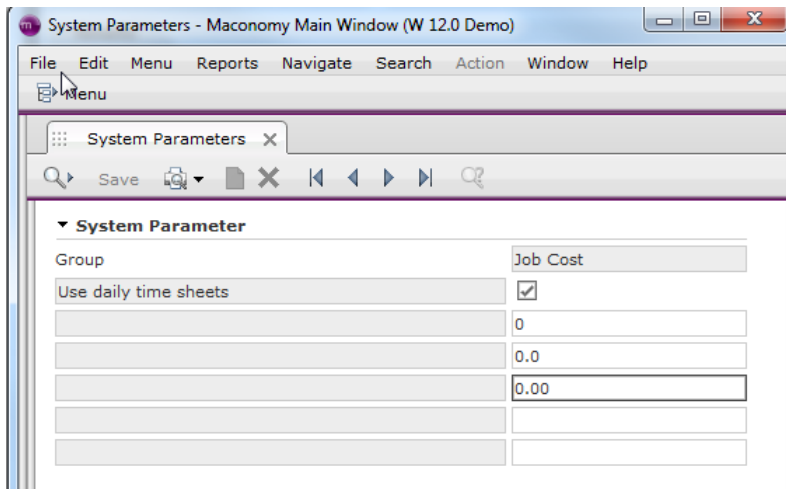 System Parameters - Maconomy Main Window (W 12.0 Demo)
File Edit Menu Reports Navigate Search Action Window Help
Menu
System Parameters
Save
System Parameter
Group Job Cost
Use daily time sheets
0
0.0
0.00